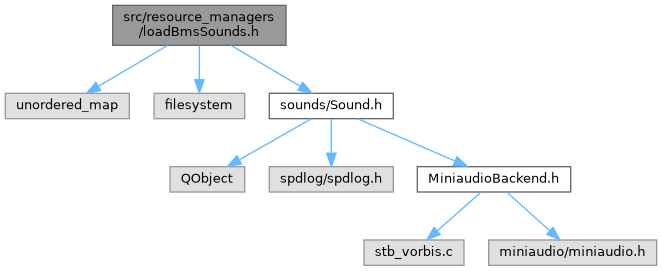 src/resource_managers
/loadBmsSounds.h
unordered_map
filesystem
sounds/Sound.h
QObject
spdlog/spdlog.h
MiniaudioBackend.h
stb_vorbis.c
miniaudio/miniaudio.h